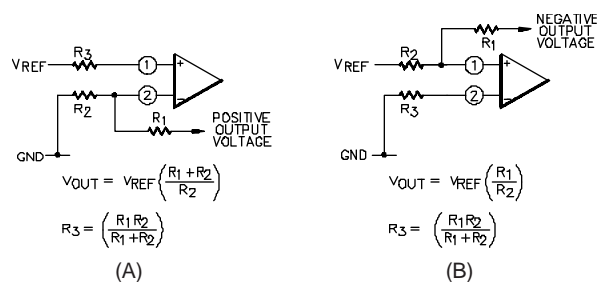 VREF R3 1 +
R2 2 −
R1
POSITIVE
OUTPUT
VOLTAGE
GND
VOUT = VREF(R1+R2/R2)
R3 = (R1R2/R1+R2)
(A)
NEGATIVE
OUTPUT
VOLTAGE
R1
VREF R2 1 +
R3 2 −
GND
VOUT = VREF(R1/R2)
R3 = (R1R2/R1+R2)
(B)